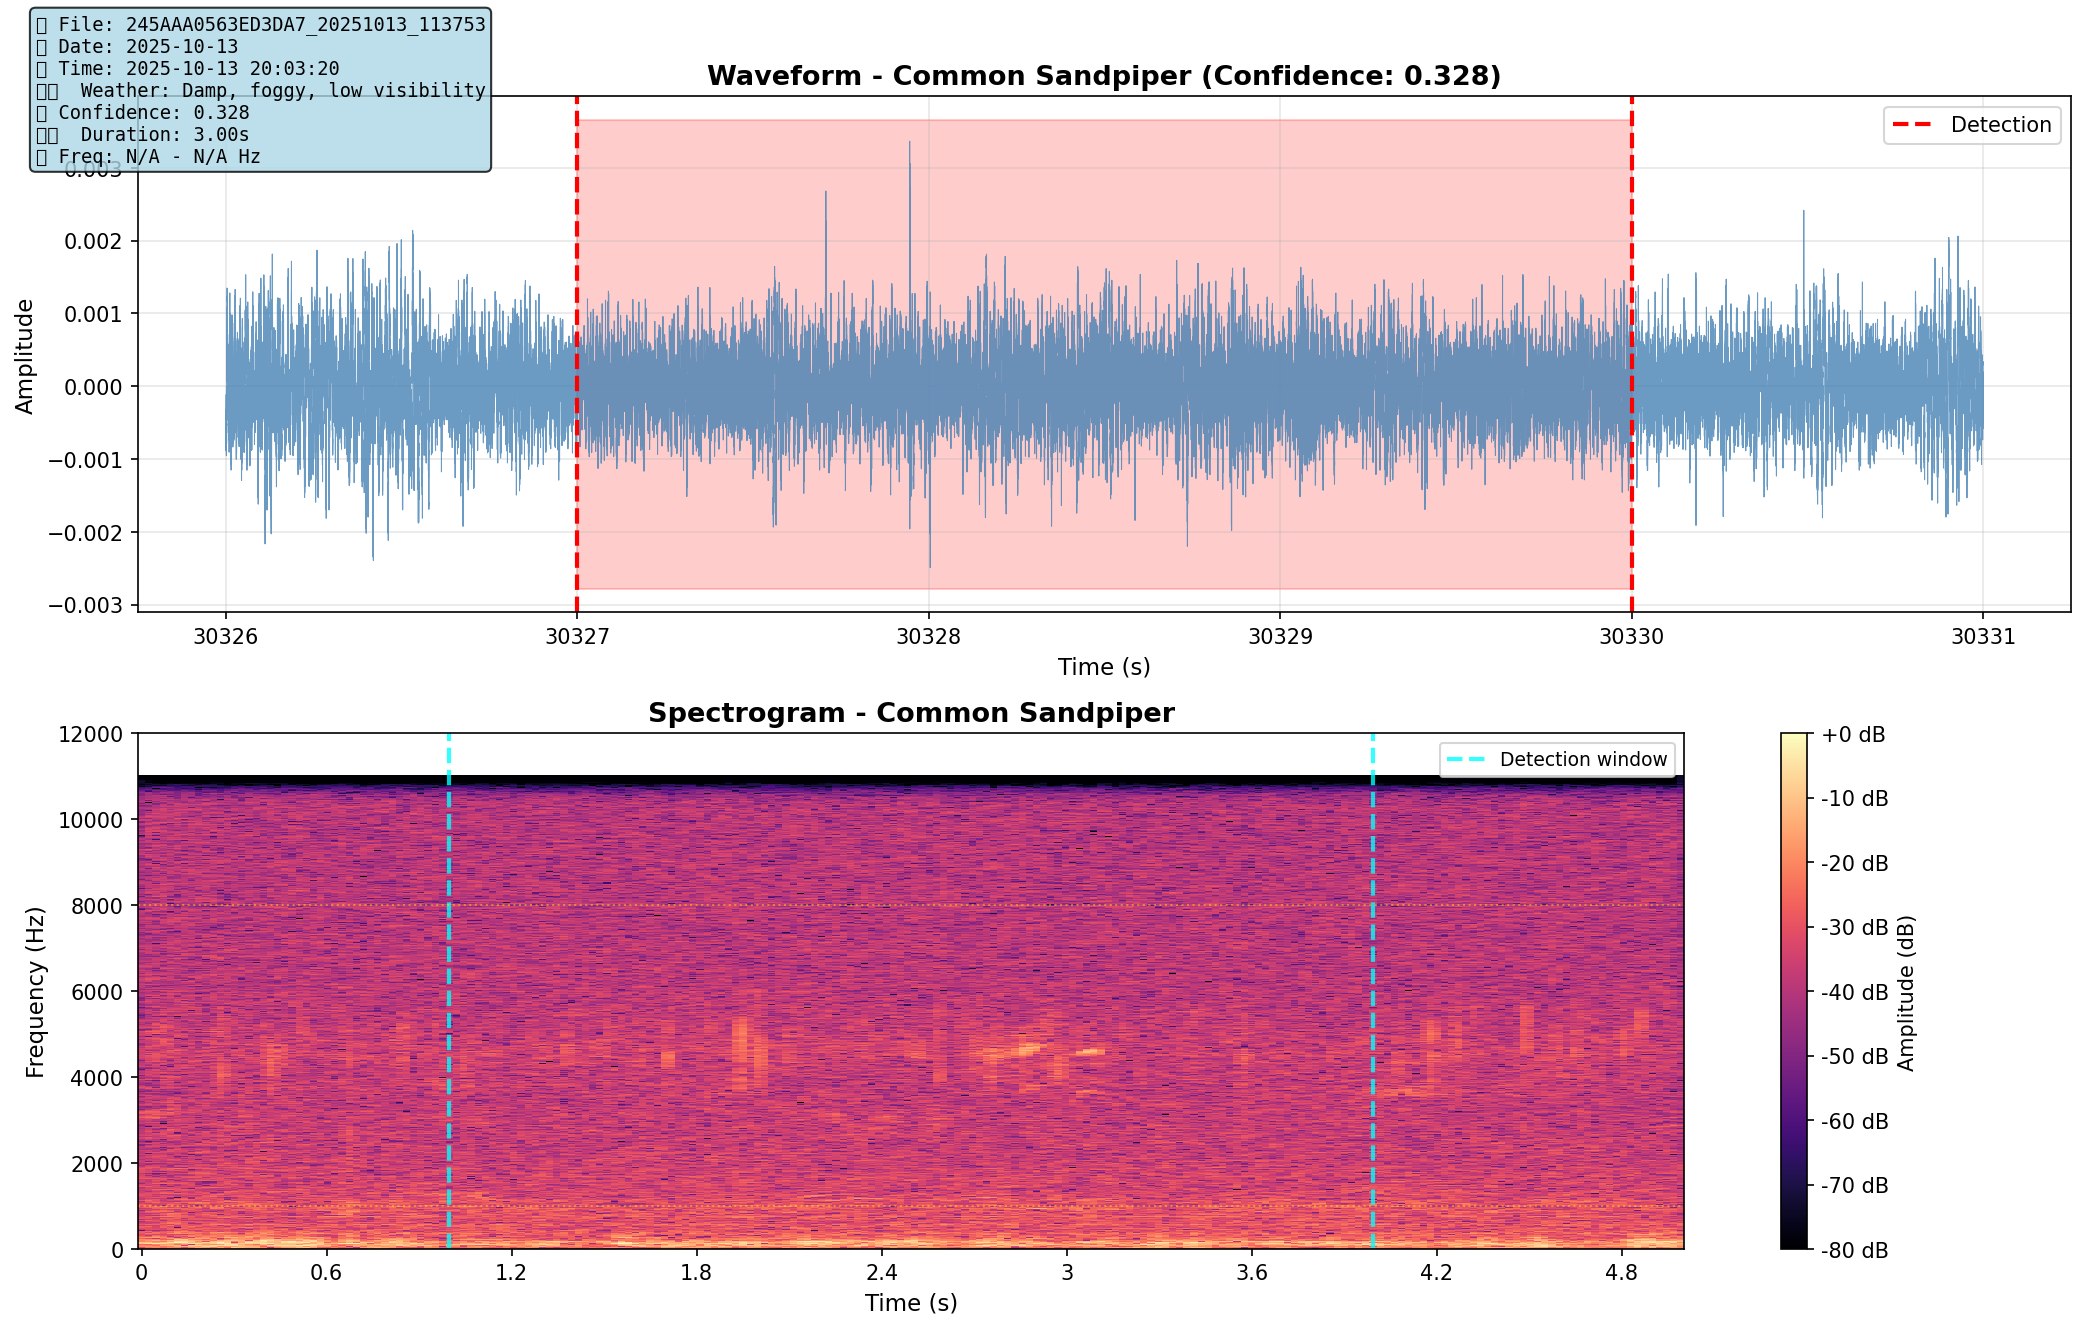 File: 245AAA0563ED3DA7_20251013_113753
Date: 2025-10-13
Time: 2025-10-13 20:03:20
Weather: Damp, foggy, low visibility
Confidence: 0.328
Duration: 3.00s
Freq: N/A - N/A Hz
Waveform - Common Sandpiper (Confidence: 0.328)
Detection
Amplitude
0.003
0.002
0.001
0.000
−0.001
−0.002
−0.003
30326
30327
30328
30329
30330
30331
Time (s)
Spectrogram - Common Sandpiper
Detection window
Frequency (Hz)
12000
10000
8000
6000
4000
2000
0
0
0.6
1.2
1.8
2.4
3
3.6
4.2
4.8
Time (s)
+0 dB
-10 dB
-20 dB
-30 dB
-40 dB
-50 dB
-60 dB
-70 dB
-80 dB
Amplitude (dB)